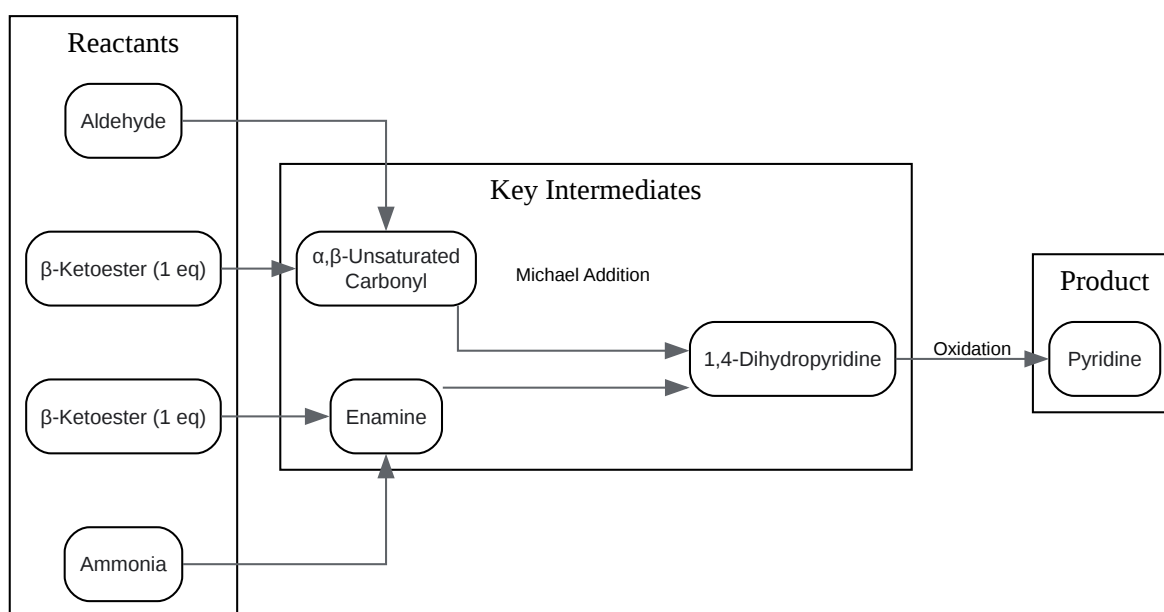 Reactants
Aldehyde
β-Ketoester (1 eq)
β-Ketoester (1 eq)
Ammonia
Key Intermediates
α,β-Unsaturated
Carbonyl
Michael Addition
Enamine
1,4-Dihydropyridine
Oxidation
Product
Pyridine